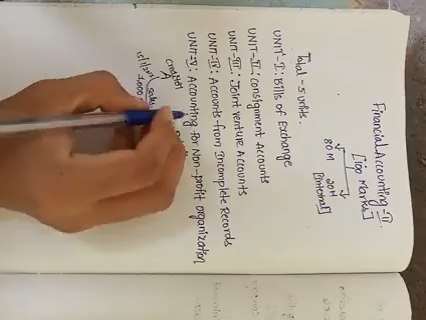 Financial Accounting -II.
[100 Marks]
80 M 20 M
[Internal]
Total - 5 units.
UNIT-I: Bills of Exchange
UNIT-II: consignment accounts
UNIT-III: Joint venture Accounts
UNIT-IV: Accounts from Incomplete Records
UNIT-V: Accounting for Non-profit organization
A